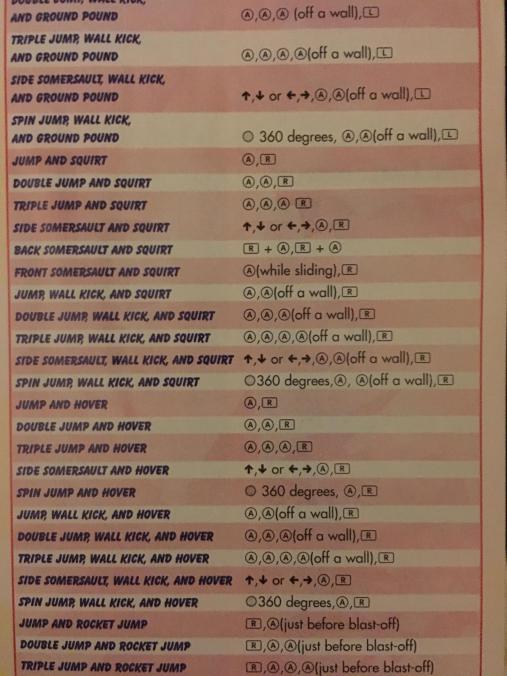 DOUBLE JUMP, WALL KICK,
AND GROUND POUND Ⓐ,Ⓐ,Ⓐ (off a wall),[L]
TRIPLE JUMP, WALL KICK,
AND GROUND POUND Ⓐ,Ⓐ,Ⓐ,Ⓐ(off a wall),[L]
SIDE SOMERSAULT, WALL KICK,
AND GROUND POUND ↑,↓ or ←,→,Ⓐ,Ⓐ(off a wall),[L]
SPIN JUMP, WALL KICK,
AND GROUND POUND ○ 360 degrees, Ⓐ,Ⓐ(off a wall),[L]
JUMP AND SQUIRT Ⓐ,[R]
DOUBLE JUMP AND SQUIRT Ⓐ,Ⓐ,[R]
TRIPLE JUMP AND SQUIRT Ⓐ,Ⓐ,Ⓐ [R]
SIDE SOMERSAULT AND SQUIRT ↑,↓ or ←,→,Ⓐ,[R]
BACK SOMERSAULT AND SQUIRT [R] + Ⓐ,[R] + Ⓐ
FRONT SOMERSAULT AND SQUIRT Ⓐ(while sliding),[R]
JUMP, WALL KICK, AND SQUIRT Ⓐ,Ⓐ(off a wall),[R]
DOUBLE JUMP, WALL KICK, AND SQUIRT Ⓐ,Ⓐ,Ⓐ(off a wall),[R]
TRIPLE JUMP, WALL KICK, AND SQUIRT Ⓐ,Ⓐ,Ⓐ,Ⓐ(off a wall),[R]
SIDE SOMERSAULT, WALL KICK, AND SQUIRT ↑,↓ or ←,→,Ⓐ,Ⓐ(off a wall),[R]
SPIN JUMP, WALL KICK, AND SQUIRT ○360 degrees,Ⓐ, Ⓐ(off a wall),[R]
JUMP AND HOVER Ⓐ,[R]
DOUBLE JUMP AND HOVER Ⓐ,Ⓐ,[R]
TRIPLE JUMP AND HOVER Ⓐ,Ⓐ,Ⓐ,[R]
SIDE SOMERSAULT AND HOVER ↑,↓ or ←,→,Ⓐ,[R]
SPIN JUMP AND HOVER ○ 360 degrees, Ⓐ,[R]
JUMP, WALL KICK, AND HOVER Ⓐ,Ⓐ(off a wall),[R]
DOUBLE JUMP, WALL KICK, AND HOVER Ⓐ,Ⓐ,Ⓐ(off a wall),[R]
TRIPLE JUMP, WALL KICK, AND HOVER Ⓐ,Ⓐ,Ⓐ,Ⓐ(off a wall),[R]
SIDE SOMERSAULT, WALL KICK, AND HOVER ↑,↓ or ←,→,Ⓐ,[R]
SPIN JUMP, WALL KICK, AND HOVER ○360 degrees,Ⓐ,[R]
JUMP AND ROCKET JUMP [R],Ⓐ(just before blast-off)
DOUBLE JUMP AND ROCKET JUMP [R],Ⓐ,Ⓐ(just before blast-off)
TRIPLE JUMP AND ROCKET JUMP [R],Ⓐ,Ⓐ,Ⓐ(just before blast-off)